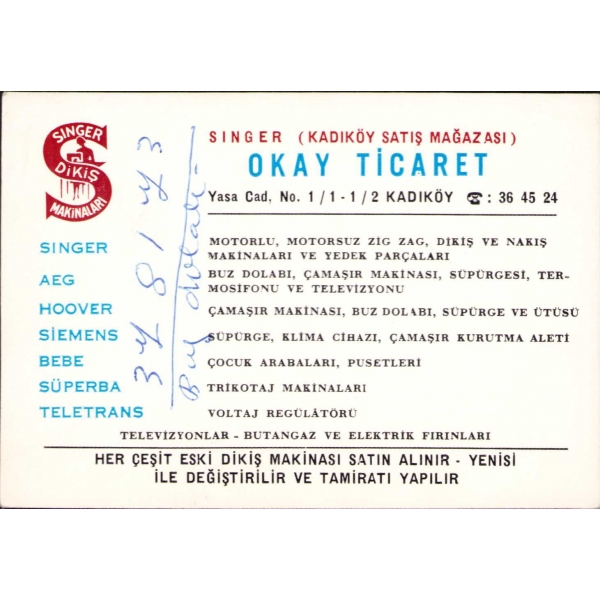 SINGER
DİKİŞ
MAKİNALARI
SINGER (KADIKÖY SATIŞ MAĞAZASI)
OKAY TİCARET
Yasa Cad. No. 1/1 - 1/2 KADIKÖY ☎ : 36 45 24
SINGER MOTORLU, MOTORSUZ ZİG ZAG, DİKİŞ VE NAKIŞ
MAKİNALARI VE YEDEK PARÇALARI
AEG BUZ DOLABI, ÇAMAŞIR MAKİNASI, SÜPÜRGESİ, TER-
MOSİFONU VE TELEVİZYONU
HOOVER ÇAMAŞIR MAKİNASI, BUZ DOLABI, SÜPÜRGE VE ÜTÜSÜ
SİEMENS SÜPÜRGE, KLİMA CİHAZI, ÇAMAŞIR KURUTMA ALETİ
BEBE ÇOCUK ARABALARI, PUSETLERİ
SÜPERBA TRİKOTAJ MAKİNALARI
TELETRANS VOLTAJ REGÜLÂTÖRÜ
TELEVİZYONLAR - BUTANGAZ VE ELEKTRİK FIRINLARI
HER ÇEŞİT ESKİ DİKİŞ MAKİNASI SATIN ALINIR - YENİSİ
İLE DEĞİŞTİRİLİR VE TAMİRATI YAPILIR